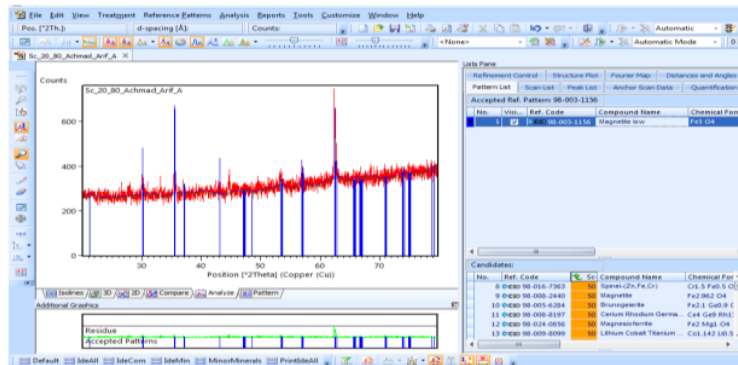 File Edit View Treatment Reference Patterns Analysis Reports Tools Customize Window Help
Pos. [°2Th.]: d-spacing [Å]: Counts: Automatic
<None> Automatic Mode 0
Sc_20_80_Achmad_Arif_A
Counts
Sc_20_80_Achmad_Arif_A
600
400
200
0
30 40 50 60 70
Position [°2Theta] (Copper (Cu))
Isolines 3D 2D Compare Analyze Pattern
Additional Graphics
Residue
Accepted Patterns
Lists Pane
Refinement Control Structure Plot Fourier Map Distances and Angles
Pattern List Scan List Peak List Anchor Scan Data Quantification
Accepted Ref. Pattern: 98-003-1156
No. Visi... Ref. Code Compound Name Chemical Form
1 98-003-1156 Magnetite low Fe3 O4
Candidates:
No. Ref. Code Sc Compound Name Chemical For
8 98-016-7363 50 Spinel-(Zn,Fe,Cr) Cr1.5 Fe0.5 O
9 98-008-2440 50 Magnetite Fe2.962 O4
10 98-005-6284 50 Brunogeierite Fe2.1 Ge0.9 O
11 98-008-8197 50 Cerium Rhodium Germa... Ce4 Ge9 Rh1
12 98-024-0856 50 Magnesioferrite Fe2 Mg1 O4
13 98-009-8099 50 Lithium Cobalt Titanium ... Co1.142 Li0.5
Default IdeAll IdeCom IdeMin MinorMinerals PrintIdeAll